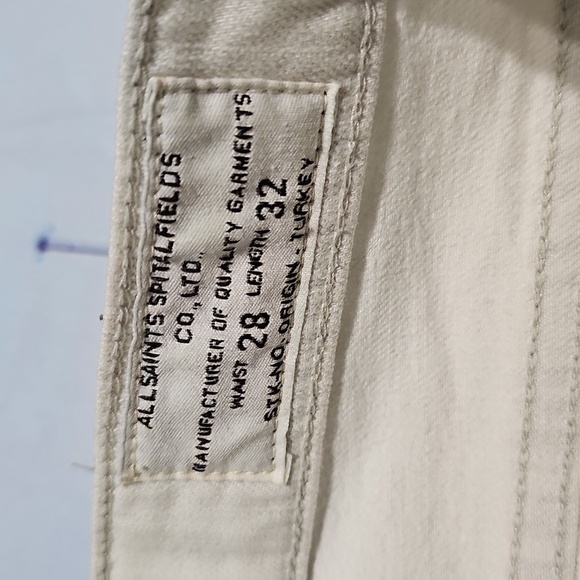 ALLSAINTS SPITALFIELDS
CO., LTD.,
MANUFACTURER OF QUALITY GARMENTS
WAIST 28 LENGTH 32
STK-NO. ORIGIN - TURKEY